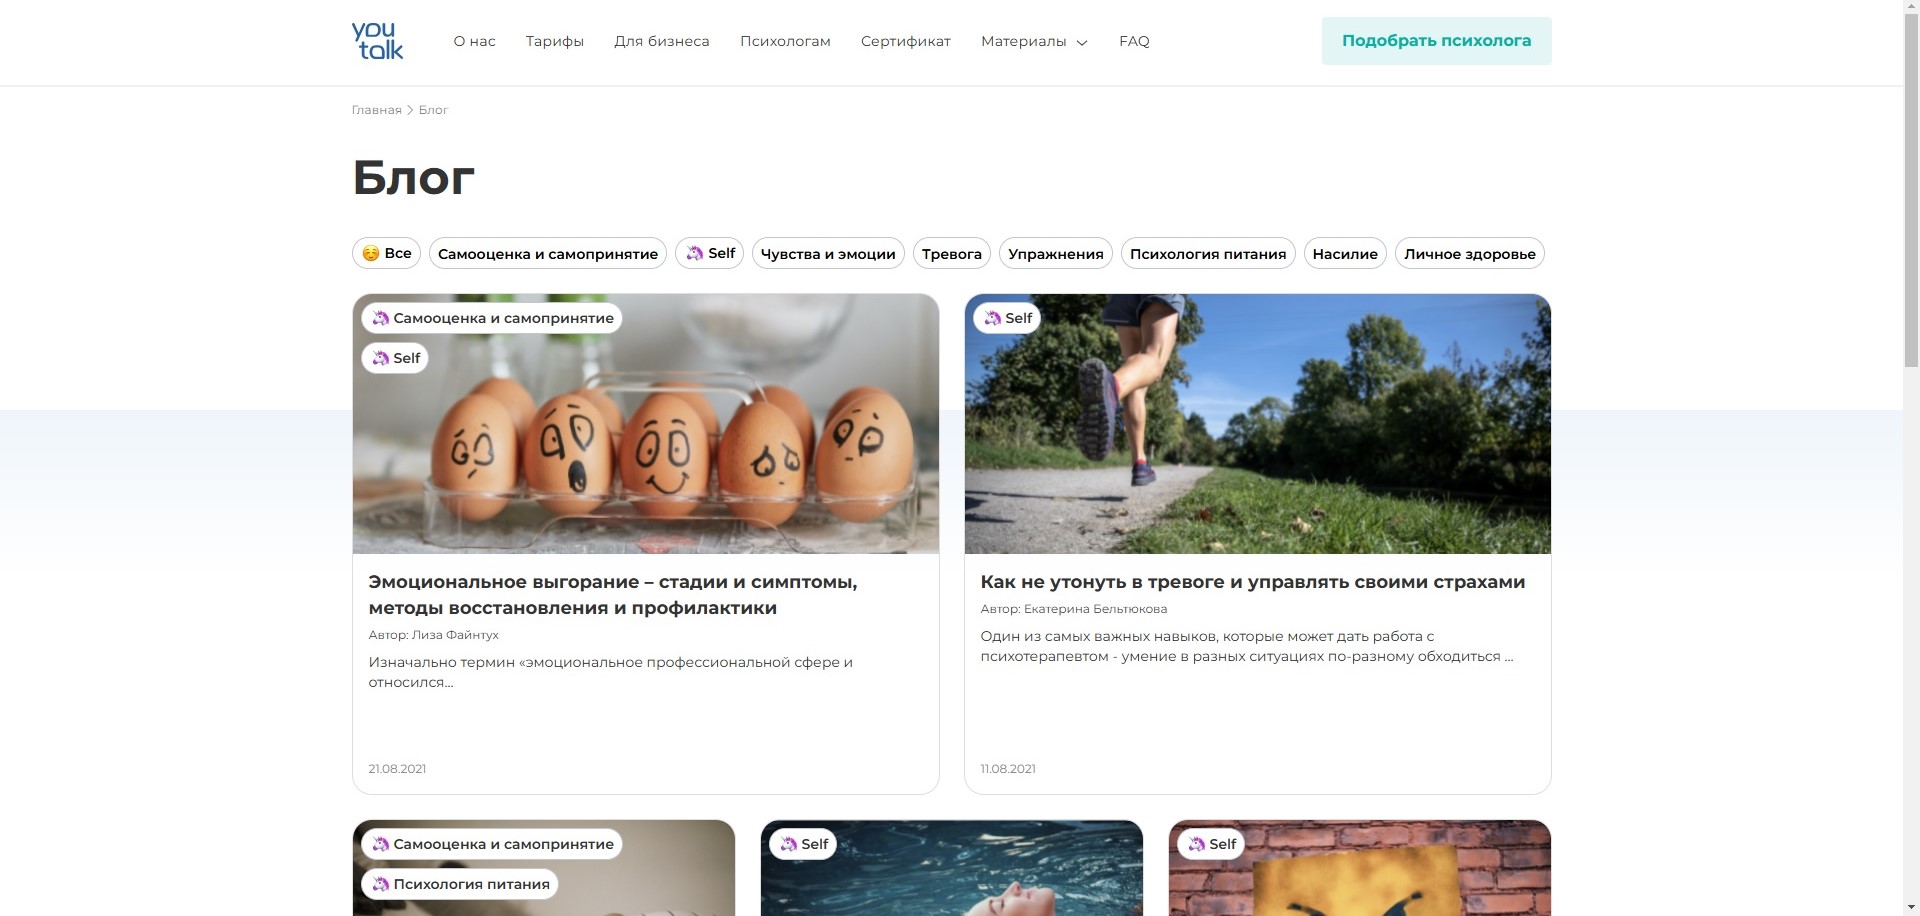 you
talk
О нас
Тарифы
Для бизнеса
Психологам
Сертификат
Материалы
FAQ
Подобрать психолога
Главная > Блог
Блог
Все
Самооценка и самопринятие
Self
Чувства и эмоции
Тревога
Упражнения
Психология питания
Насилие
Личное здоровье
Самооценка и самопринятие
Self
Эмоциональное выгорание – стадии и симптомы,
методы восстановления и профилактики
Автор: Лиза Файнтух
Изначально термин «эмоциональное профессиональной сфере и
относился...
21.08.2021
Self
Как не утонуть в тревоге и управлять своими страхами
Автор: Екатерина Бельтюкова
Один из самых важных навыков, которые может дать работа с
психотерапевтом - умение в разных ситуациях по-разному обходиться ...
11.08.2021
Самооценка и самопринятие
Психология питания
Self
Self